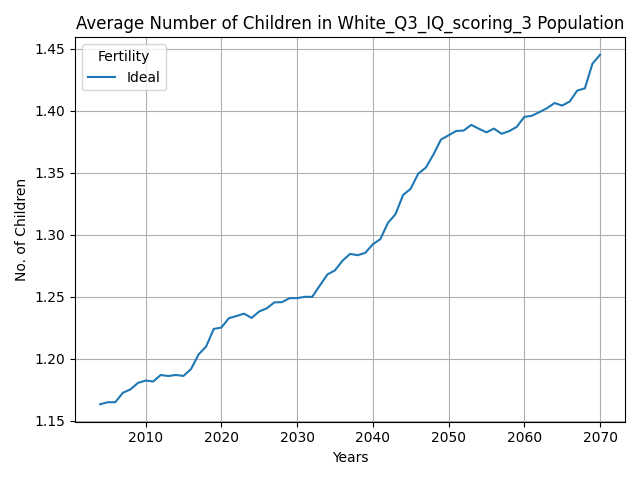 Average Number of Children in White_Q3_IQ_scoring_3 Population
Fertility
Ideal
1.45
1.40
1.35
1.30
1.25
1.20
1.15
No. of Children
2010 2020 2030 2040 2050 2060 2070
Years